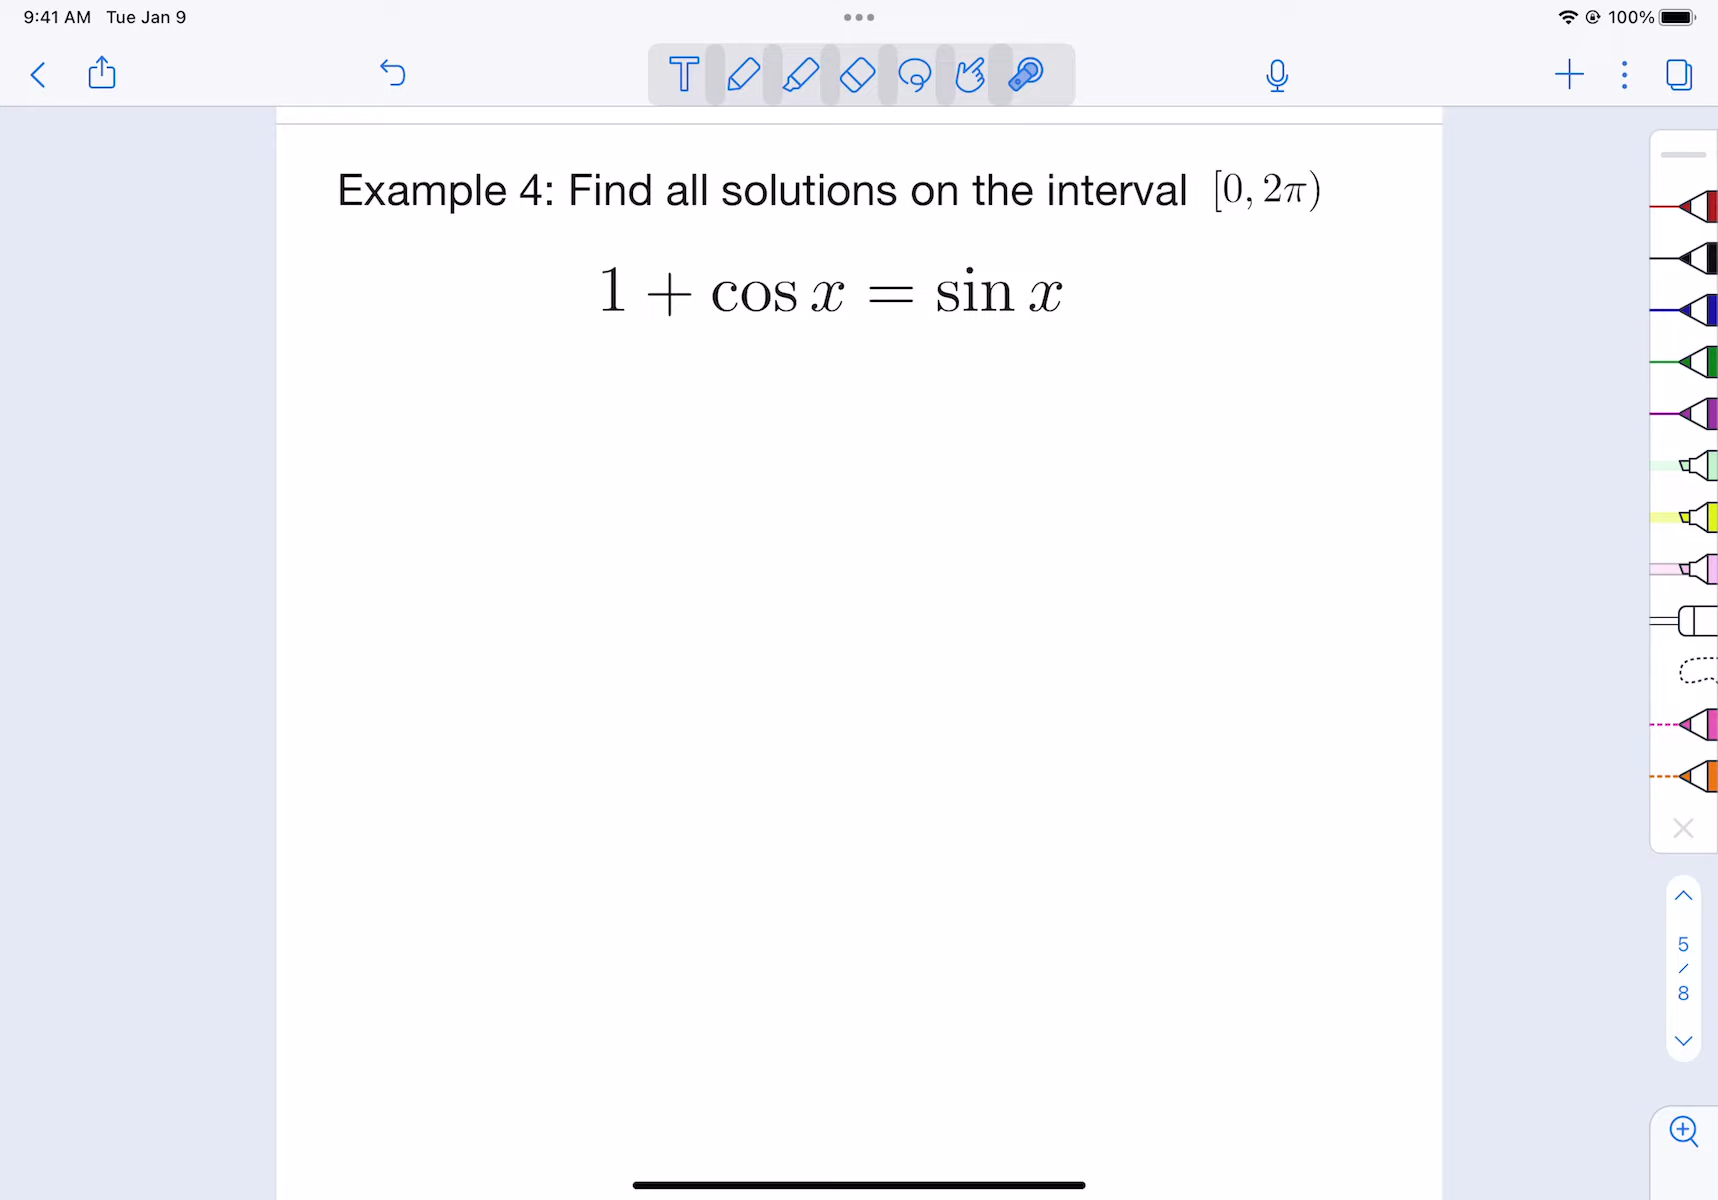 9:41 AM Tue Jan 9
100%
T
Example 4: Find all solutions on the interval [0, 2π)
1 + cos x = sin x
5
/
8